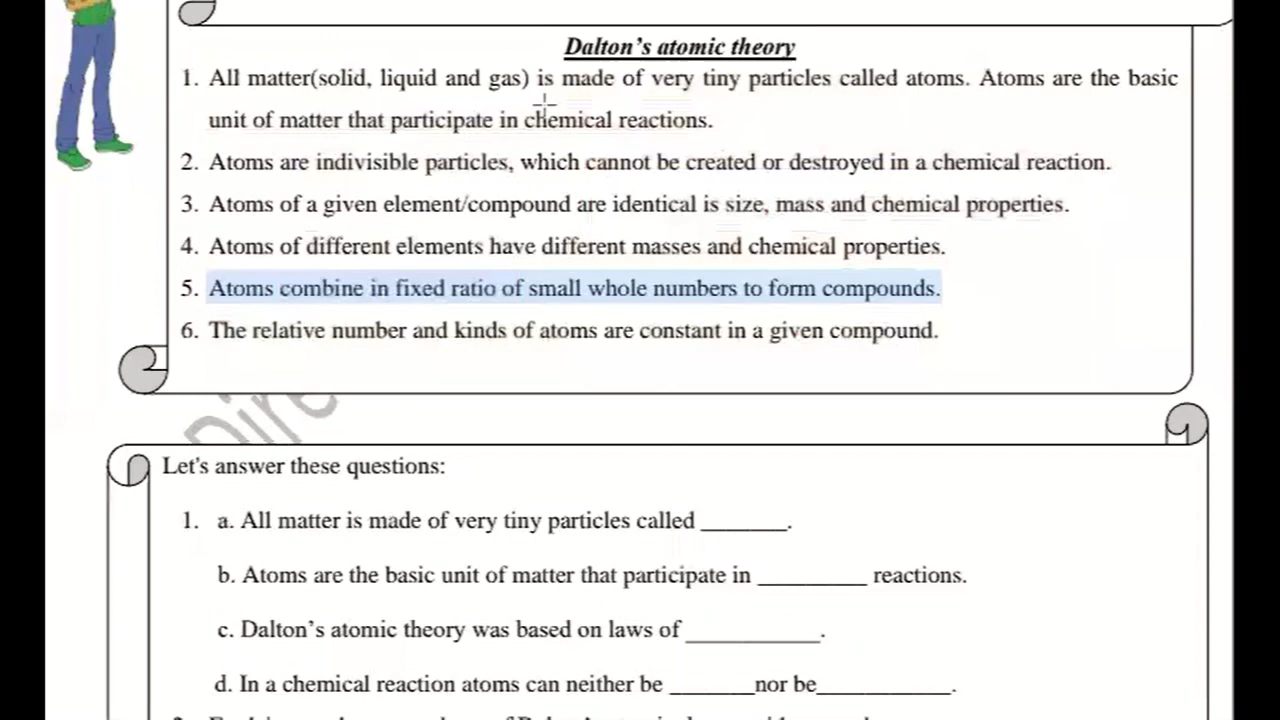 Dalton's atomic theory
1. All matter(solid, liquid and gas) is made of very tiny particles called atoms. Atoms are the basic
unit of matter that participate in chemical reactions.
2. Atoms are indivisible particles, which cannot be created or destroyed in a chemical reaction.
3. Atoms of a given element/compound are identical is size, mass and chemical properties.
4. Atoms of different elements have different masses and chemical properties.
5. Atoms combine in fixed ratio of small whole numbers to form compounds.
6. The relative number and kinds of atoms are constant in a given compound.
Let's answer these questions:
1. a. All matter is made of very tiny particles called _______.
b. Atoms are the basic unit of matter that participate in _________ reactions.
c. Dalton's atomic theory was based on laws of ___________.
d. In a chemical reaction atoms can neither be _______nor be___________.